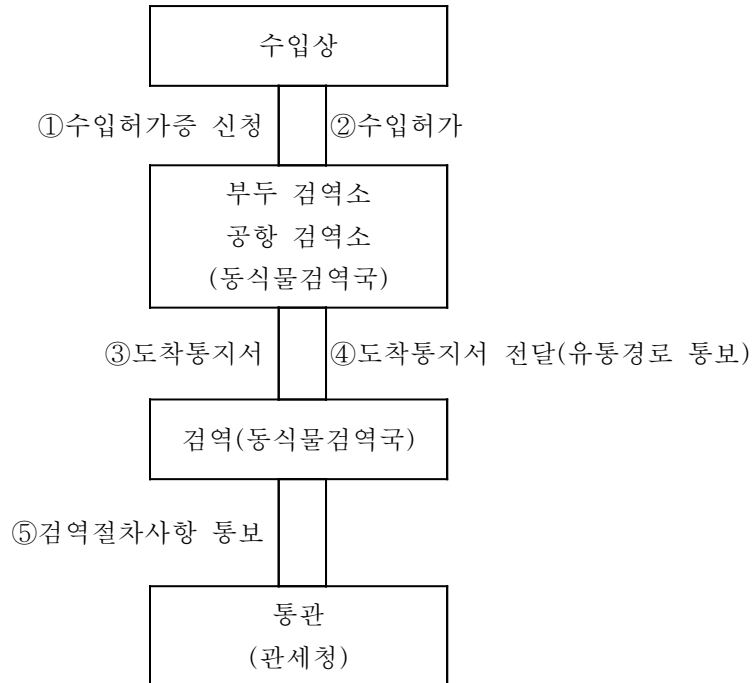 수입상
①수입허가증 신청
②수입허가
부두 검역소
공항 검역소
(동식물검역국)
③도착통지서
④도착통지서 전달(유통경로 통보)
검역(동식물검역국)
⑤검역절차사항 통보
통관
(관세청)